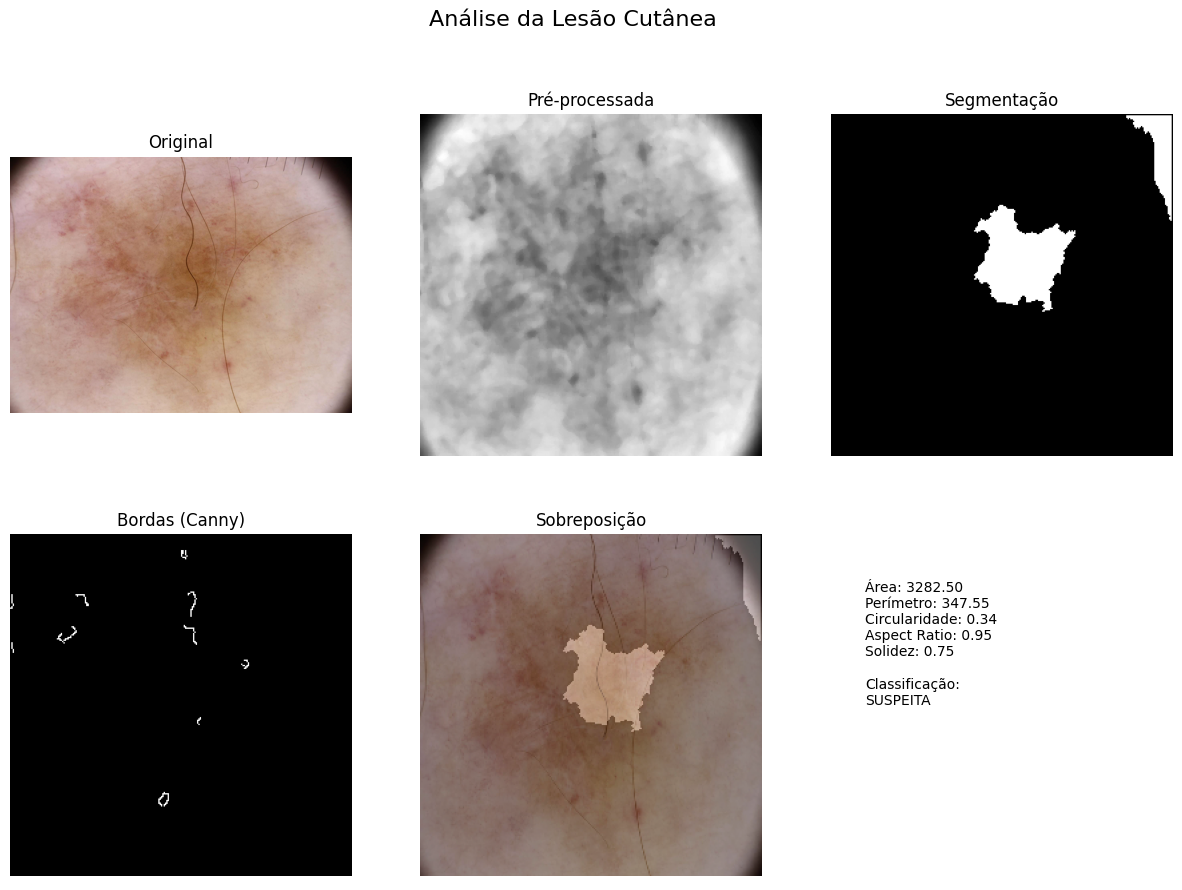 Análise da Lesão Cutânea
Original
Pré-processada
Segmentação
Bordas (Canny)
Sobreposição
Área: 3282.50
Perímetro: 347.55
Circularidade: 0.34
Aspect Ratio: 0.95
Solidez: 0.75
Classificação:
SUSPEITA